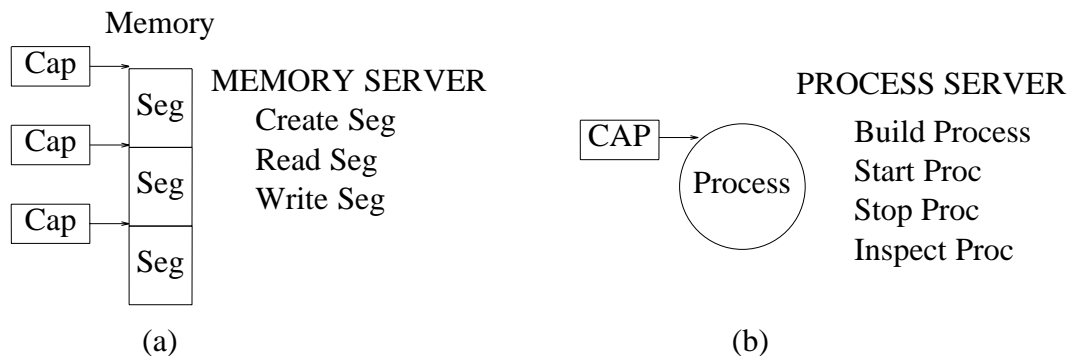 Memory
Cap
Seg
Cap
Seg
Cap
Seg
MEMORY SERVER
Create Seg
Read Seg
Write Seg
(a)
PROCESS SERVER
CAP
Process
Build Process
Start Proc
Stop Proc
Inspect Proc
(b)